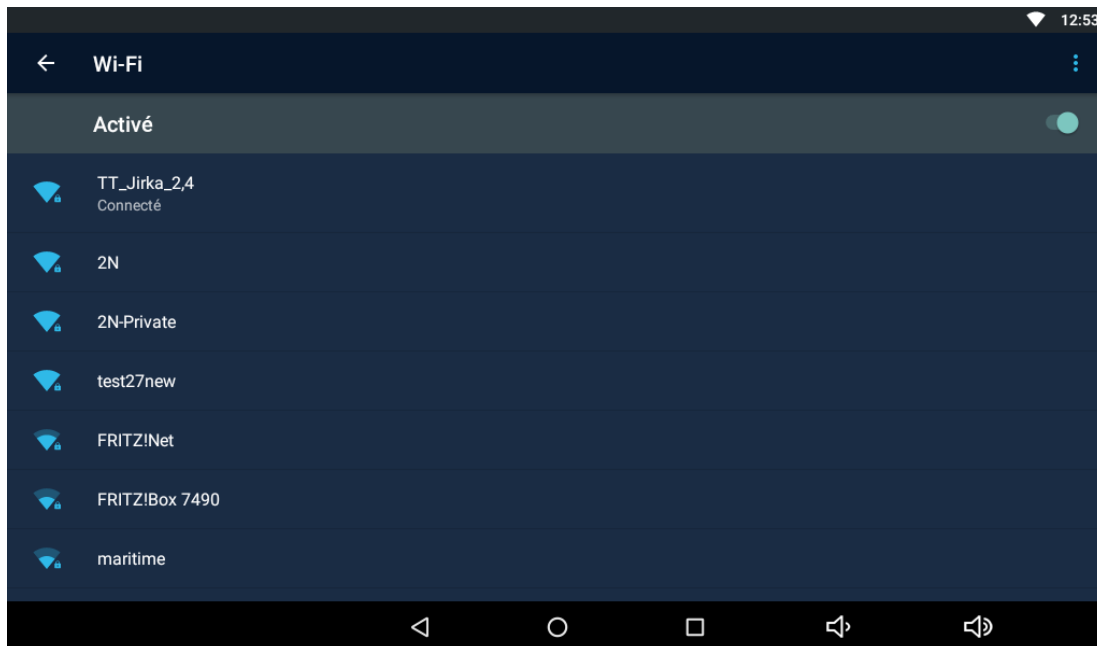 12:53
Wi-Fi
Activé
TT_Jirka_2,4
Connecté
2N
2N-Private
test27new
FRITZ!Net
FRITZ!Box 7490
maritime